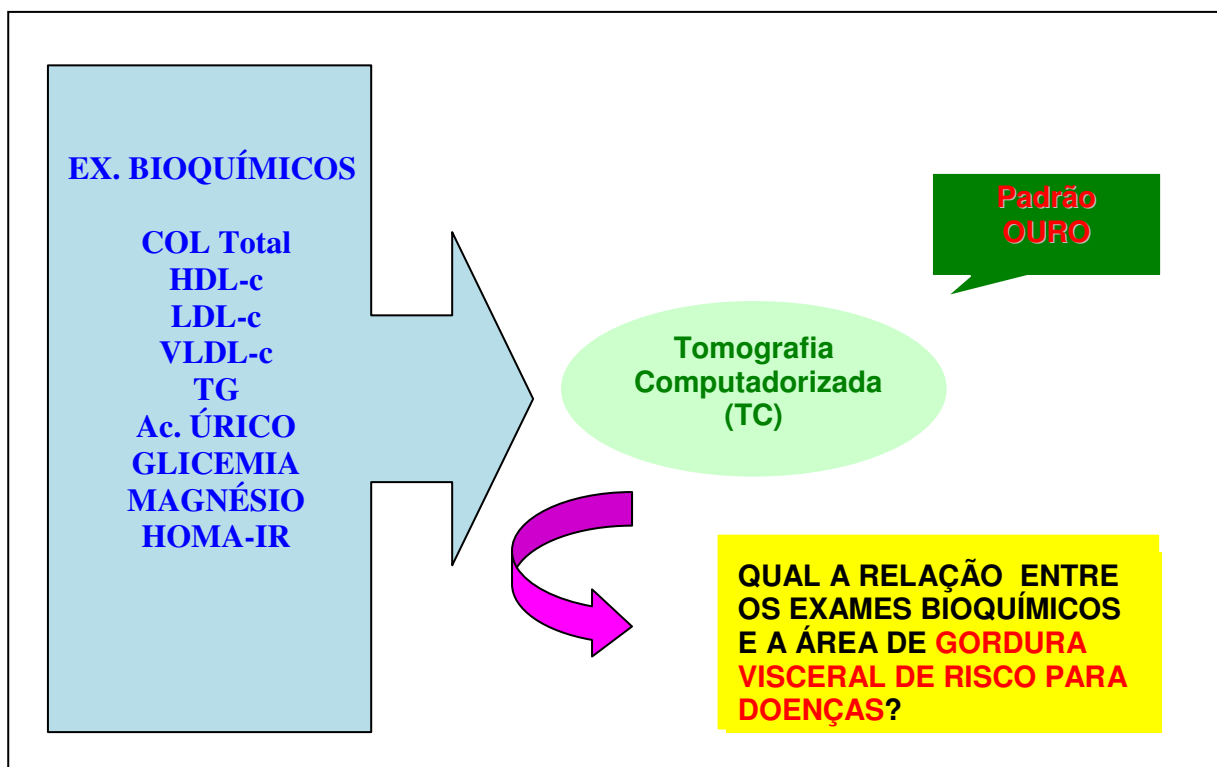 EX. BIOQUÍMICOS
COL Total
HDL-c
LDL-c
VLDL-c
TG
Ac. ÚRICO
GLICEMIA
MAGNÉSIO
HOMA-IR
Padrão
OURO
Tomografia
Computadorizada
(TC)
QUAL A RELAÇÃO ENTRE
OS EXAMES BIOQUÍMICOS
E A ÁREA DE GORDURA
VISCERAL DE RISCO PARA
DOENÇAS?